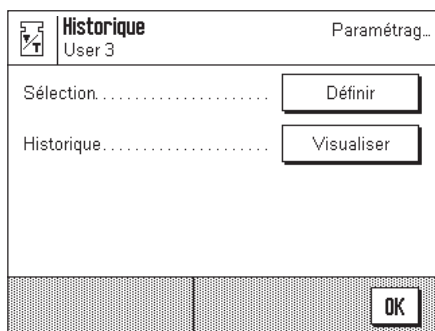 Historique
User 3
Paramétrag...
Sélection......................
Définir
Historique......................
Visualiser
OK